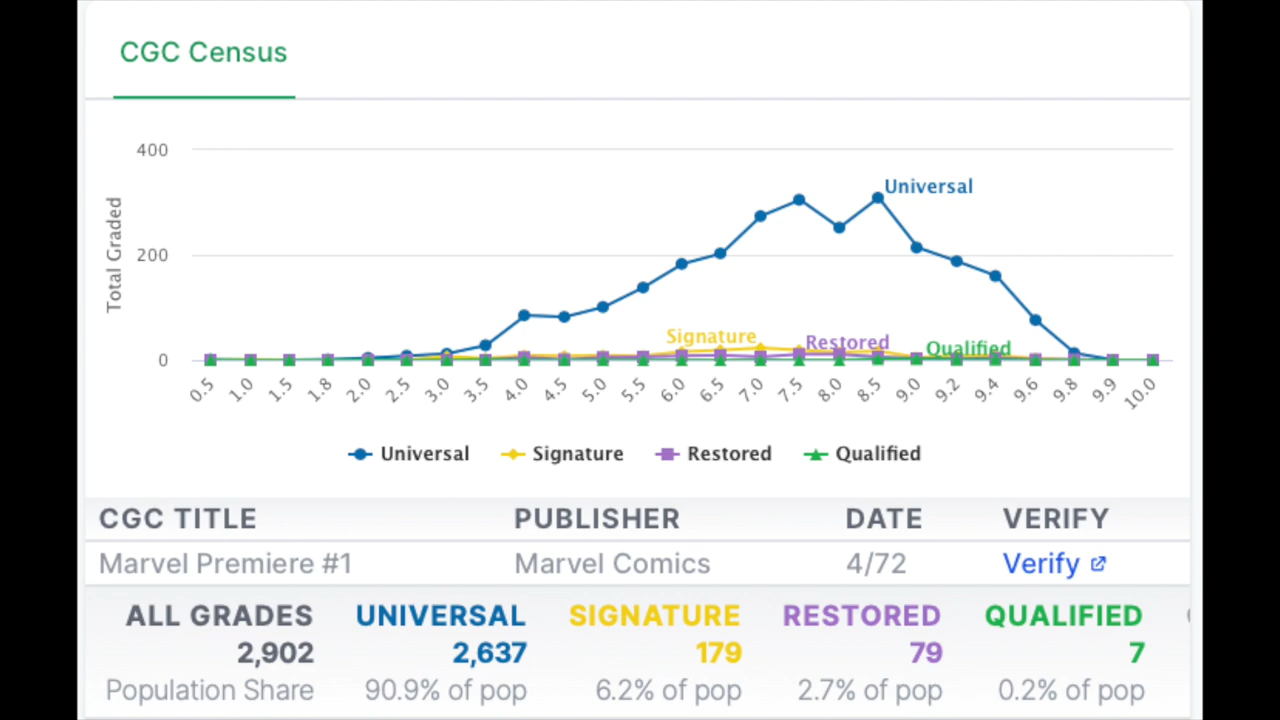 CGC Census
400
Universal
200
Total Graded
Signature
Restored
Qualified
0
0.5 1.0 1.5 1.8 2.0 2.5 3.0 3.5 4.0 4.5 5.0 5.5 6.0 6.5 7.0 7.5 8.0 8.5 9.0 9.2 9.4 9.6 9.8 9.9 10.0
Universal Signature Restored Qualified
CGC TITLE PUBLISHER DATE VERIFY
Marvel Premiere #1 Marvel Comics 4/72 Verify
ALL GRADES UNIVERSAL SIGNATURE RESTORED QUALIFIED
2,902 2,637 179 79 7
Population Share 90.9% of pop 6.2% of pop 2.7% of pop 0.2% of pop